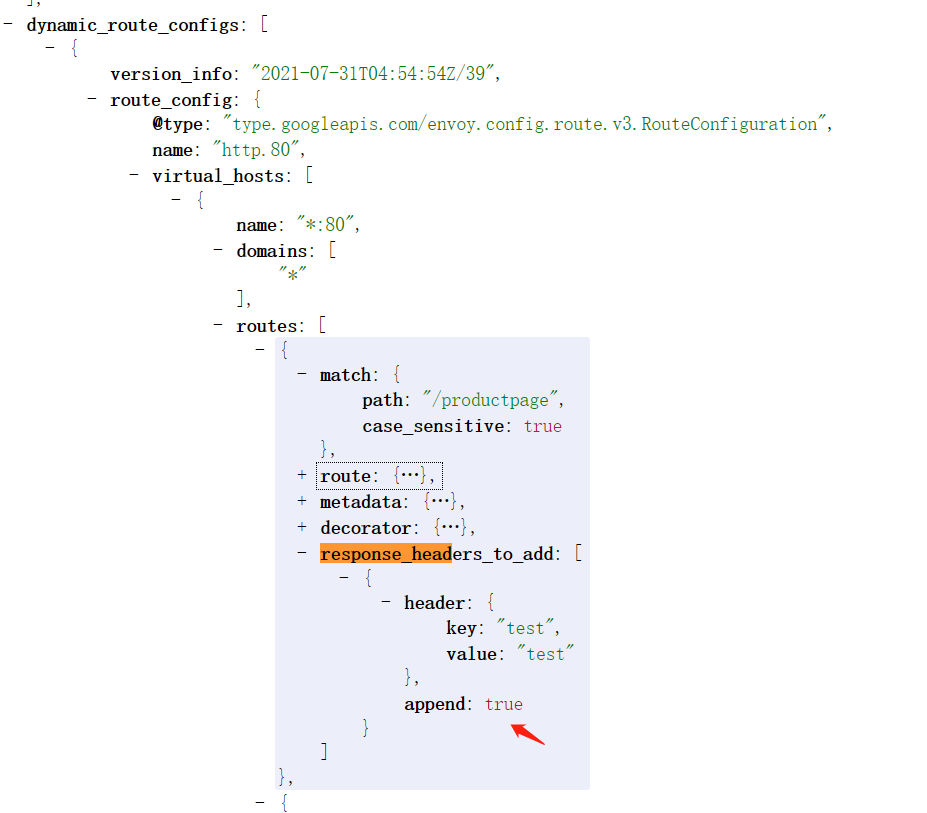 ],
- dynamic_route_configs: [
- {
version_info: "2021-07-31T04:54:54Z/39",
- route_config: {
@type: "type.googleapis.com/envoy.config.route.v3.RouteConfiguration",
name: "http.80",
- virtual_hosts: [
- {
name: "*:80",
- domains: [
"*"
],
- routes: [
- {
- match: {
path: "/productpage",
case_sensitive: true
},
+ route: {…},
+ metadata: {…},
+ decorator: {…},
- response_headers_to_add: [
- {
- header: {
key: "test",
value: "test"
},
append: true
}
]
},
- {